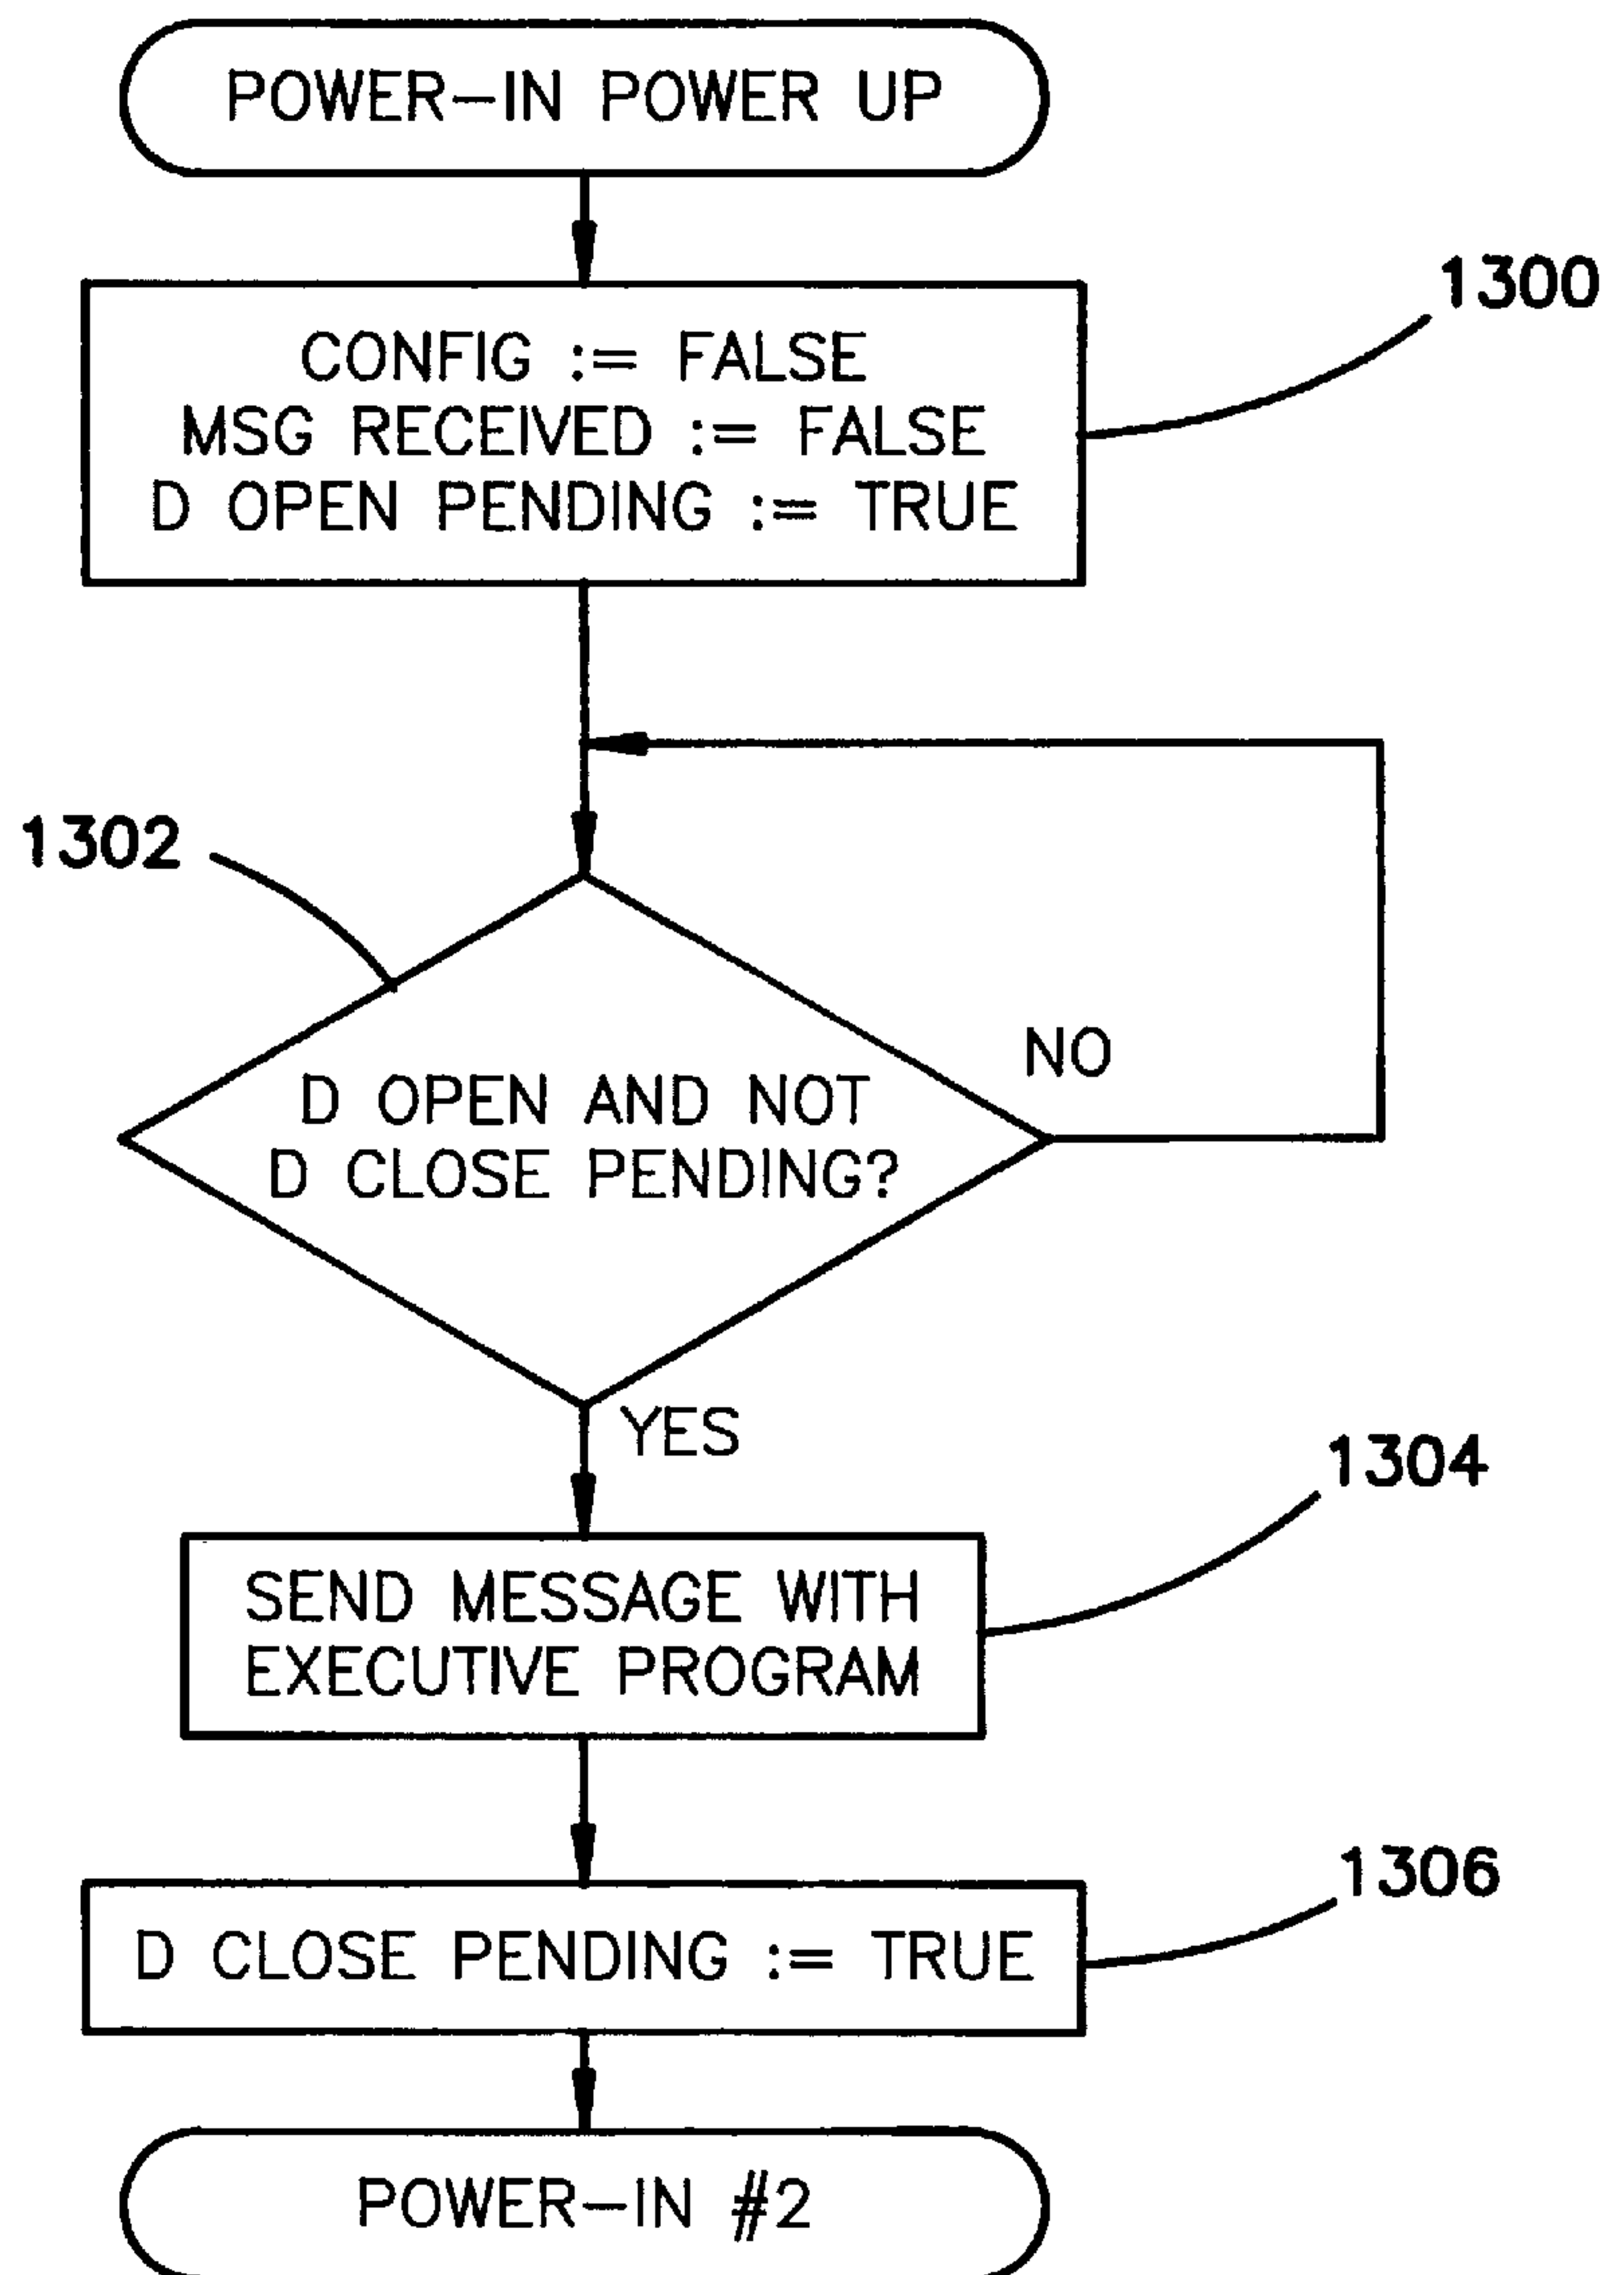 POWER-IN POWER UP
1300
CONFIG := FALSE
MSG RECEIVED := FALSE
D OPEN PENDING := TRUE
1302
D OPEN AND NOT
D CLOSE PENDING?
NO
YES
1304
SEND MESSAGE WITH
EXECUTIVE PROGRAM
1306
D CLOSE PENDING := TRUE
POWER-IN #2